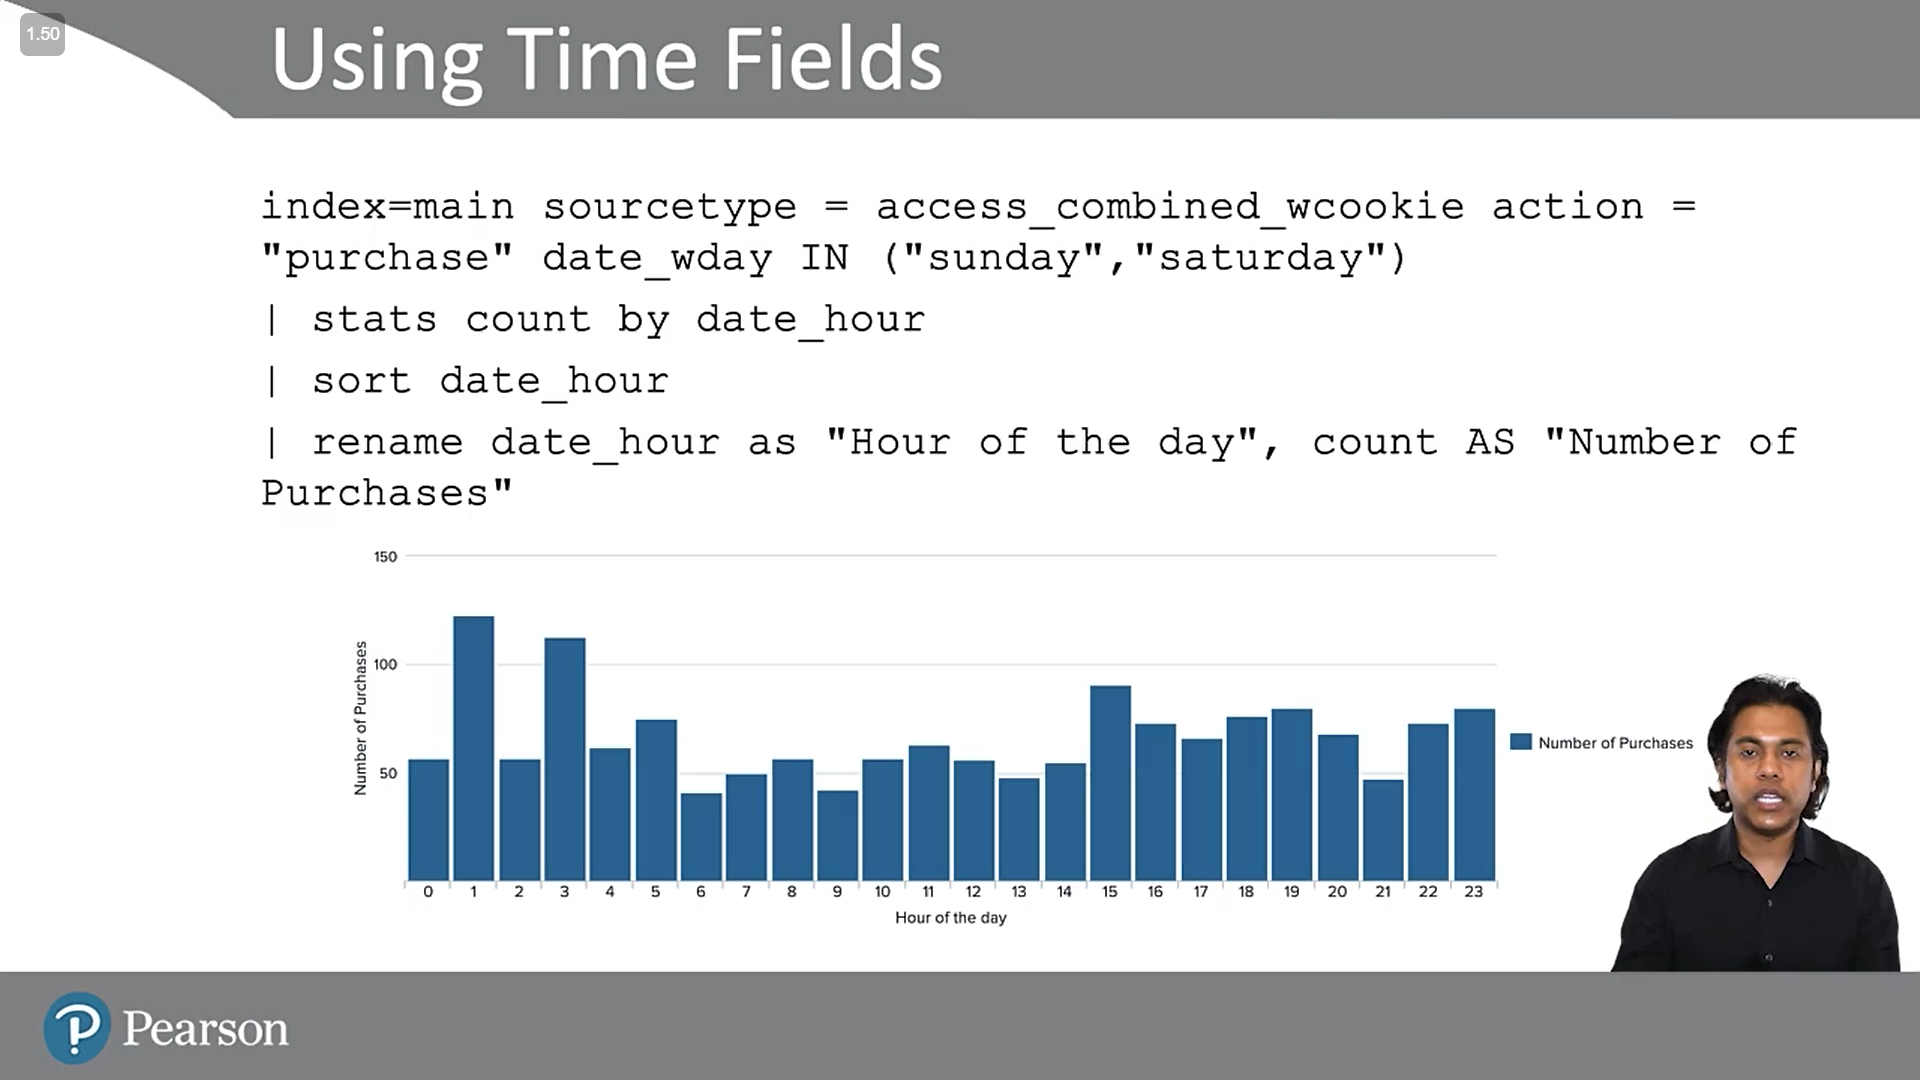 1.50
Using Time Fields
index=main sourcetype = access_combined_wcookie action =
"purchase" date_wday IN ("sunday","saturday")
| stats count by date_hour
| sort date_hour
| rename date_hour as "Hour of the day", count AS "Number of
Purchases"
150
100
50
Number of Purchases
0 1 2 3 4 5 6 7 8 9 10 11 12 13 14 15 16 17 18 19 20 21 22 23
Hour of the day
Number of Purchases
Pearson